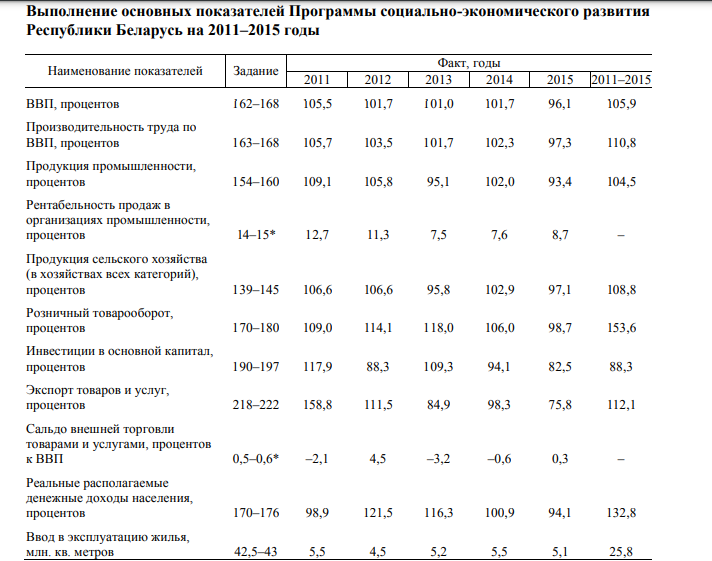 Выполнение основных показателей Программы социально-экономического развития
Республики Беларусь на 2011–2015 годы
Наименование показателей Задание Факт, годы
2011 2012 2013 2014 2015 2011–2015
ВВП, процентов 162–168 105,5 101,7 101,0 101,7 96,1 105,9
Производительность труда по
ВВП, процентов 163–168 105,7 103,5 101,7 102,3 97,3 110,8
Продукция промышленности,
процентов 154–160 109,1 105,8 95,1 102,0 93,4 104,5
Рентабельность продаж в
организациях промышленности,
процентов 14–15* 12,7 11,3 7,5 7,6 8,7 –
Продукция сельского хозяйства
(в хозяйствах всех категорий),
процентов 139–145 106,6 106,6 95,8 102,9 97,1 108,8
Розничный товарооборот,
процентов 170–180 109,0 114,1 118,0 106,0 98,7 153,6
Инвестиции в основной капитал,
процентов 190–197 117,9 88,3 109,3 94,1 82,5 88,3
Экспорт товаров и услуг,
процентов 218–222 158,8 111,5 84,9 98,3 75,8 112,1
Сальдо внешней торговли
товарами и услугами, процентов
к ВВП 0,5–0,6* –2,1 4,5 –3,2 –0,6 0,3 –
Реальные располагаемые
денежные доходы населения,
процентов 170–176 98,9 121,5 116,3 100,9 94,1 132,8
Ввод в эксплуатацию жилья,
млн. кв. метров 42,5–43 5,5 4,5 5,2 5,5 5,1 25,8